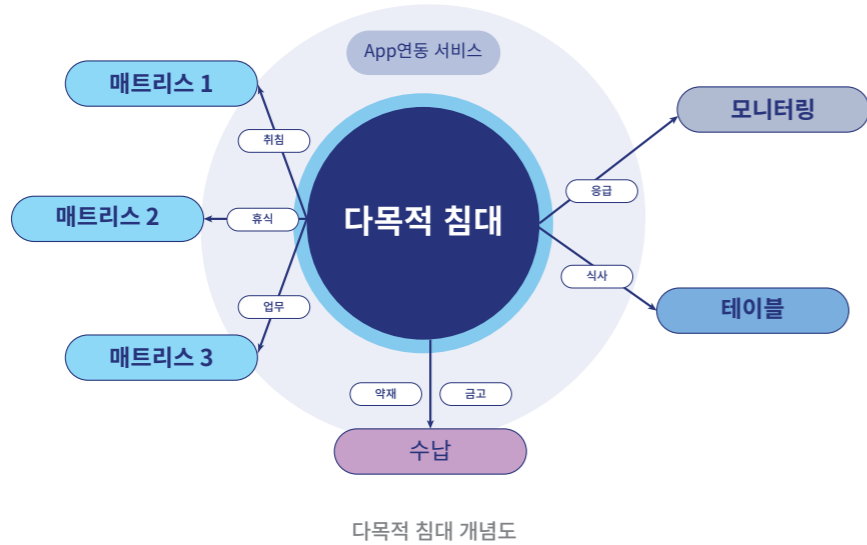 App연동 서비스
매트리스 1
모니터링
취침
응급
매트리스 2
휴식
다목적 침대
식사
업무
테이블
매트리스 3
약재
금고
수납
다목적 침대 개념도